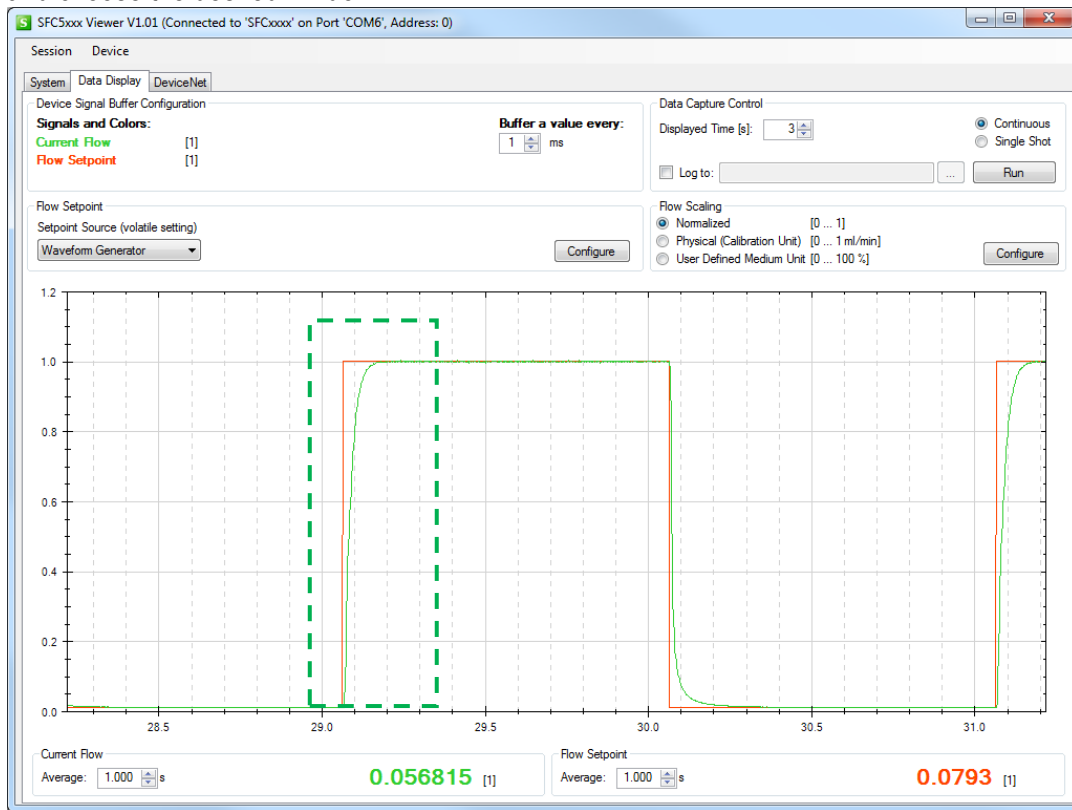 SFC5xxx Viewer V1.01 (Connected to 'SFCxxxx' on Port 'COM6', Address: 0)
Session Device
System Data Display DeviceNet
Device Signal Buffer Configuration
Signals and Colors:
Buffer a value every:
Current Flow [1]
1 ms
Flow Setpoint [1]
Data Capture Control
Displayed Time [s]: 3
Continuous
Single Shot
Log to: ... Run
Flow Setpoint
Setpoint Source (volatile setting)
Waveform Generator Configure
Flow Scaling
Normalized [0 ... 1]
Physical (Calibration Unit) [0 ... 1 ml/min]
User Defined Medium Unit [0 ... 100 %]
Configure
1.2
1.0
0.8
0.6
0.4
0.2
0.0
28.5 29.0 29.5 30.0 30.5 31.0
Current Flow
Average: 1.000 s 0.056815 [1]
Flow Setpoint
Average: 1.000 s 0.0793 [1]